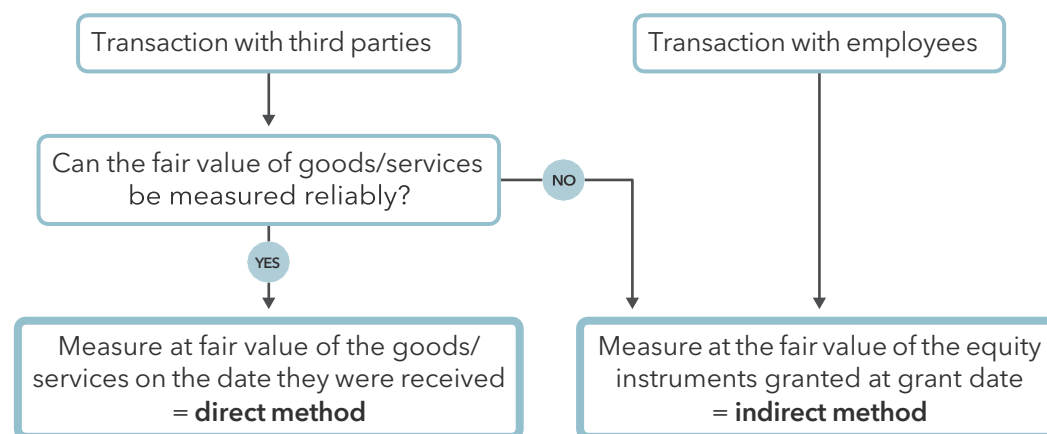 Transaction with third parties
Transaction with employees
Can the fair value of goods/services
be measured reliably?
NO
YES
Measure at fair value of the goods/
services on the date they were received
= direct method
Measure at the fair value of the equity
instruments granted at grant date
= indirect method